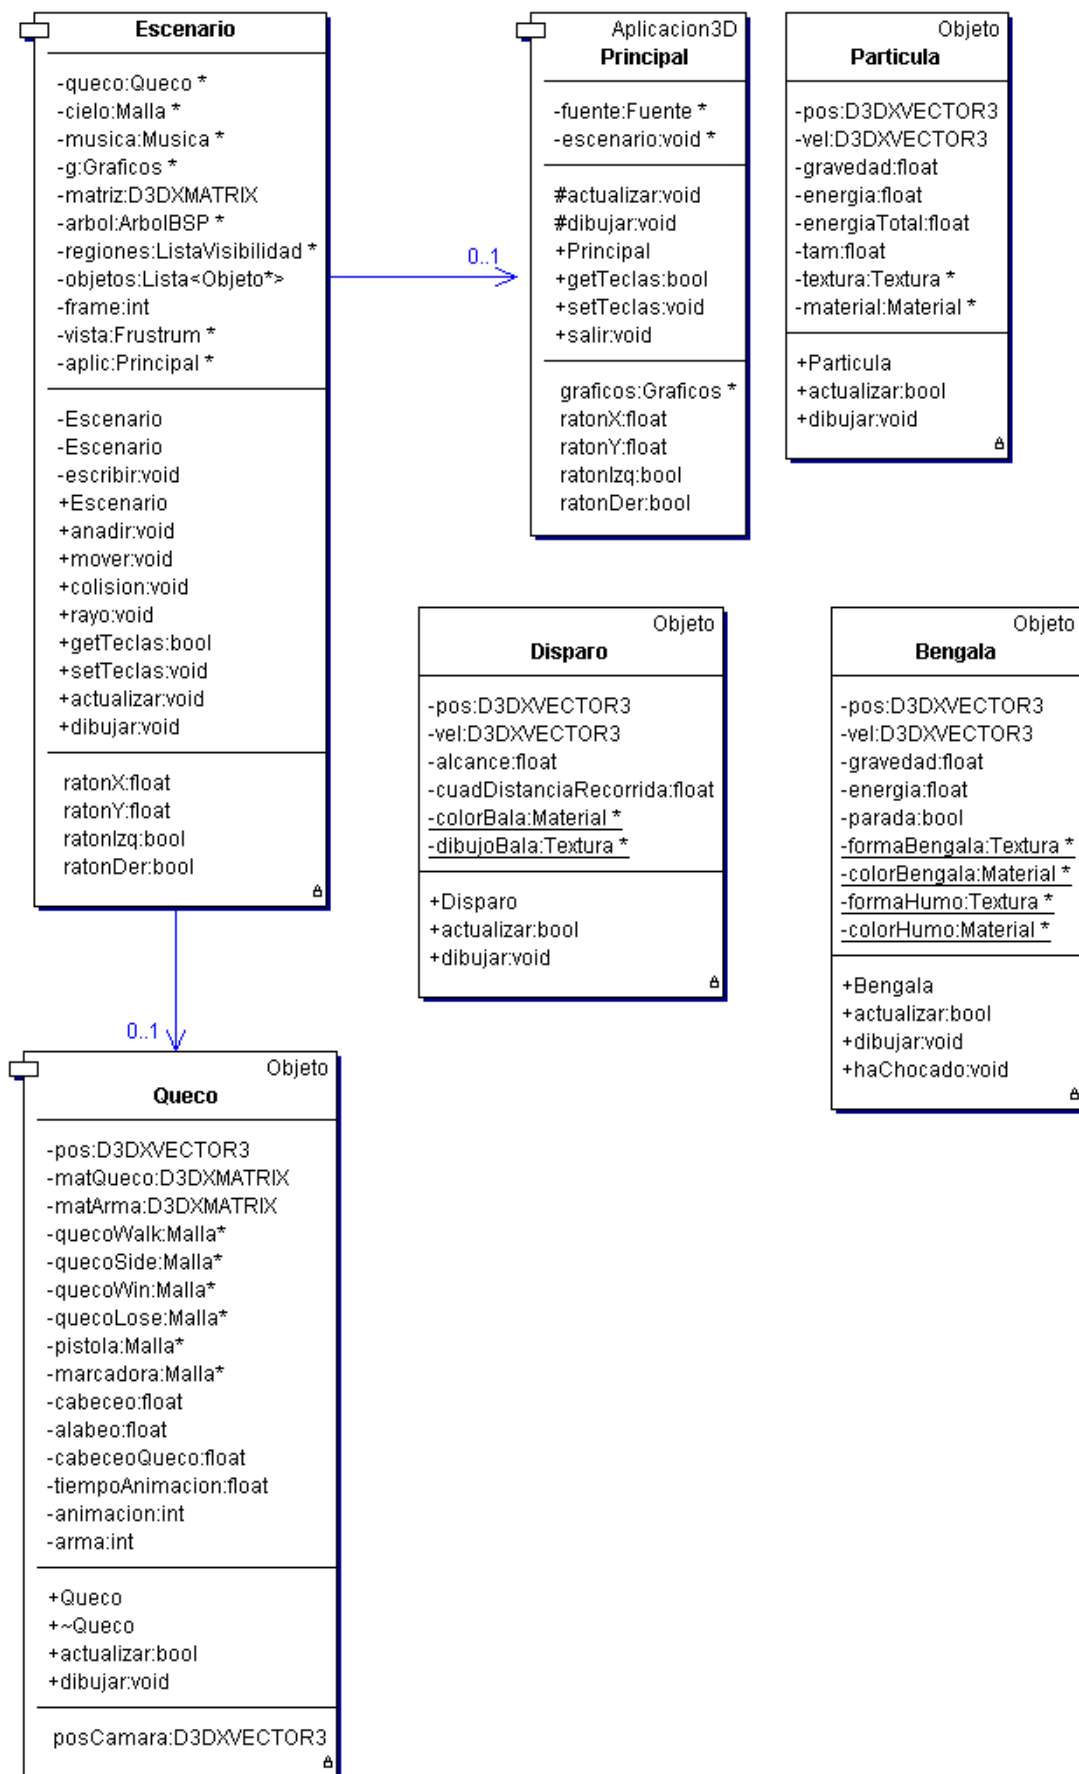 Escenario
-queco:Queco *
-cielo:Malla *
-musica:Musica *
-g:Graficos *
-matriz:D3DXMATRIX
-arbol:ArbolBSP *
-regiones:ListaVisibilidad *
-objetos:Lista<Objeto*>
-frame:int
-vista:Frustrum *
-aplic:Principal *
-Escenario
-Escenario
-escribir:void
+Escenario
+anadir:void
+mover:void
+colision:void
+rayo:void
+getTeclas:bool
+setTeclas:void
+actualizar:void
+dibujar:void
ratonX:float
ratonY:float
ratonIzq:bool
ratonDer:bool
0..1
Aplicacion3D
Principal
-fuente:Fuente *
-escenario:void *
#actualizar:void
#dibujar:void
+Principal
+getTeclas:bool
+setTeclas:void
+salir:void
graficos:Graficos *
ratonX:float
ratonY:float
ratonIzq:bool
ratonDer:bool
Objeto
Particula
-pos:D3DXVECTOR3
-vel:D3DXVECTOR3
-gravedad:float
-energia:float
-energiaTotal:float
-tam:float
-textura:Textura *
-material:Material *
+Particula
+actualizar:bool
+dibujar:void
Objeto
Disparo
-pos:D3DXVECTOR3
-vel:D3DXVECTOR3
-alcance:float
-cuadDistanciaRecorrida:float
-colorBala:Material *
-dibujoBala:Textura *
+Disparo
+actualizar:bool
+dibujar:void
Objeto
Bengala
-pos:D3DXVECTOR3
-vel:D3DXVECTOR3
-gravedad:float
-energia:float
-parada:bool
-formaBengala:Textura *
-colorBengala:Material *
-formaHumo:Textura *
-colorHumo:Material *
+Bengala
+actualizar:bool
+dibujar:void
+haChocado:void
0..1
Objeto
Queco
-pos:D3DXVECTOR3
-matQueco:D3DXMATRIX
-matArma:D3DXMATRIX
-quecoWalk:Malla*
-quecoSide:Malla*
-quecoWin:Malla*
-quecoLose:Malla*
-pistola:Malla*
-marcadora:Malla*
-cabeceo:float
-alabeo:float
-cabeceoQueco:float
-tiempoAnimacion:float
-animacion:int
-arma:int
+Queco
+~Queco
+actualizar:bool
+dibujar:void
posCamara:D3DXVECTOR3